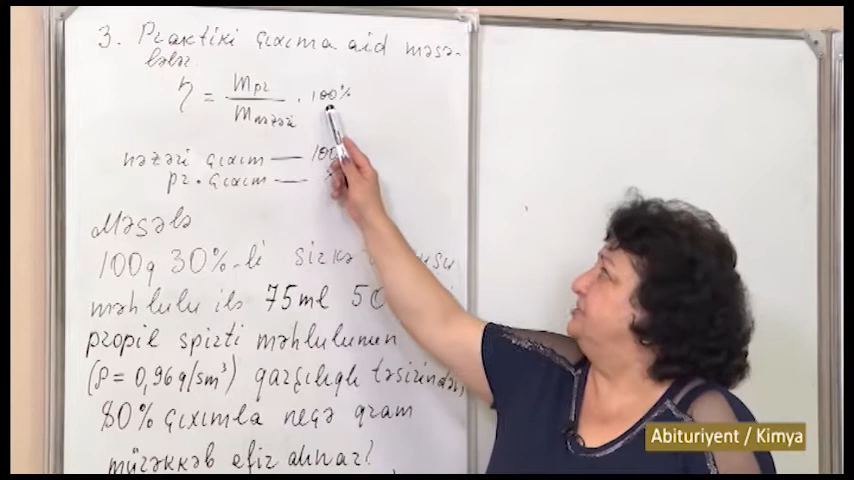 3. Praktiki çıxıma aid məsə-
lələr
η = mpr / mnəzəri · 100%
nəzəri çıxım — 100
pr. çıxım — x
Məsələ
100q 30%-li sirkə
məhlulu ilə 75ml 50
propil spirti məhlulunun
(ρ = 0,96 q/sm³) qarşılıqlı təsirindən
80% çıxımla neçə qram
mürəkkəb efir alınar?
Abituriyent / Kimya